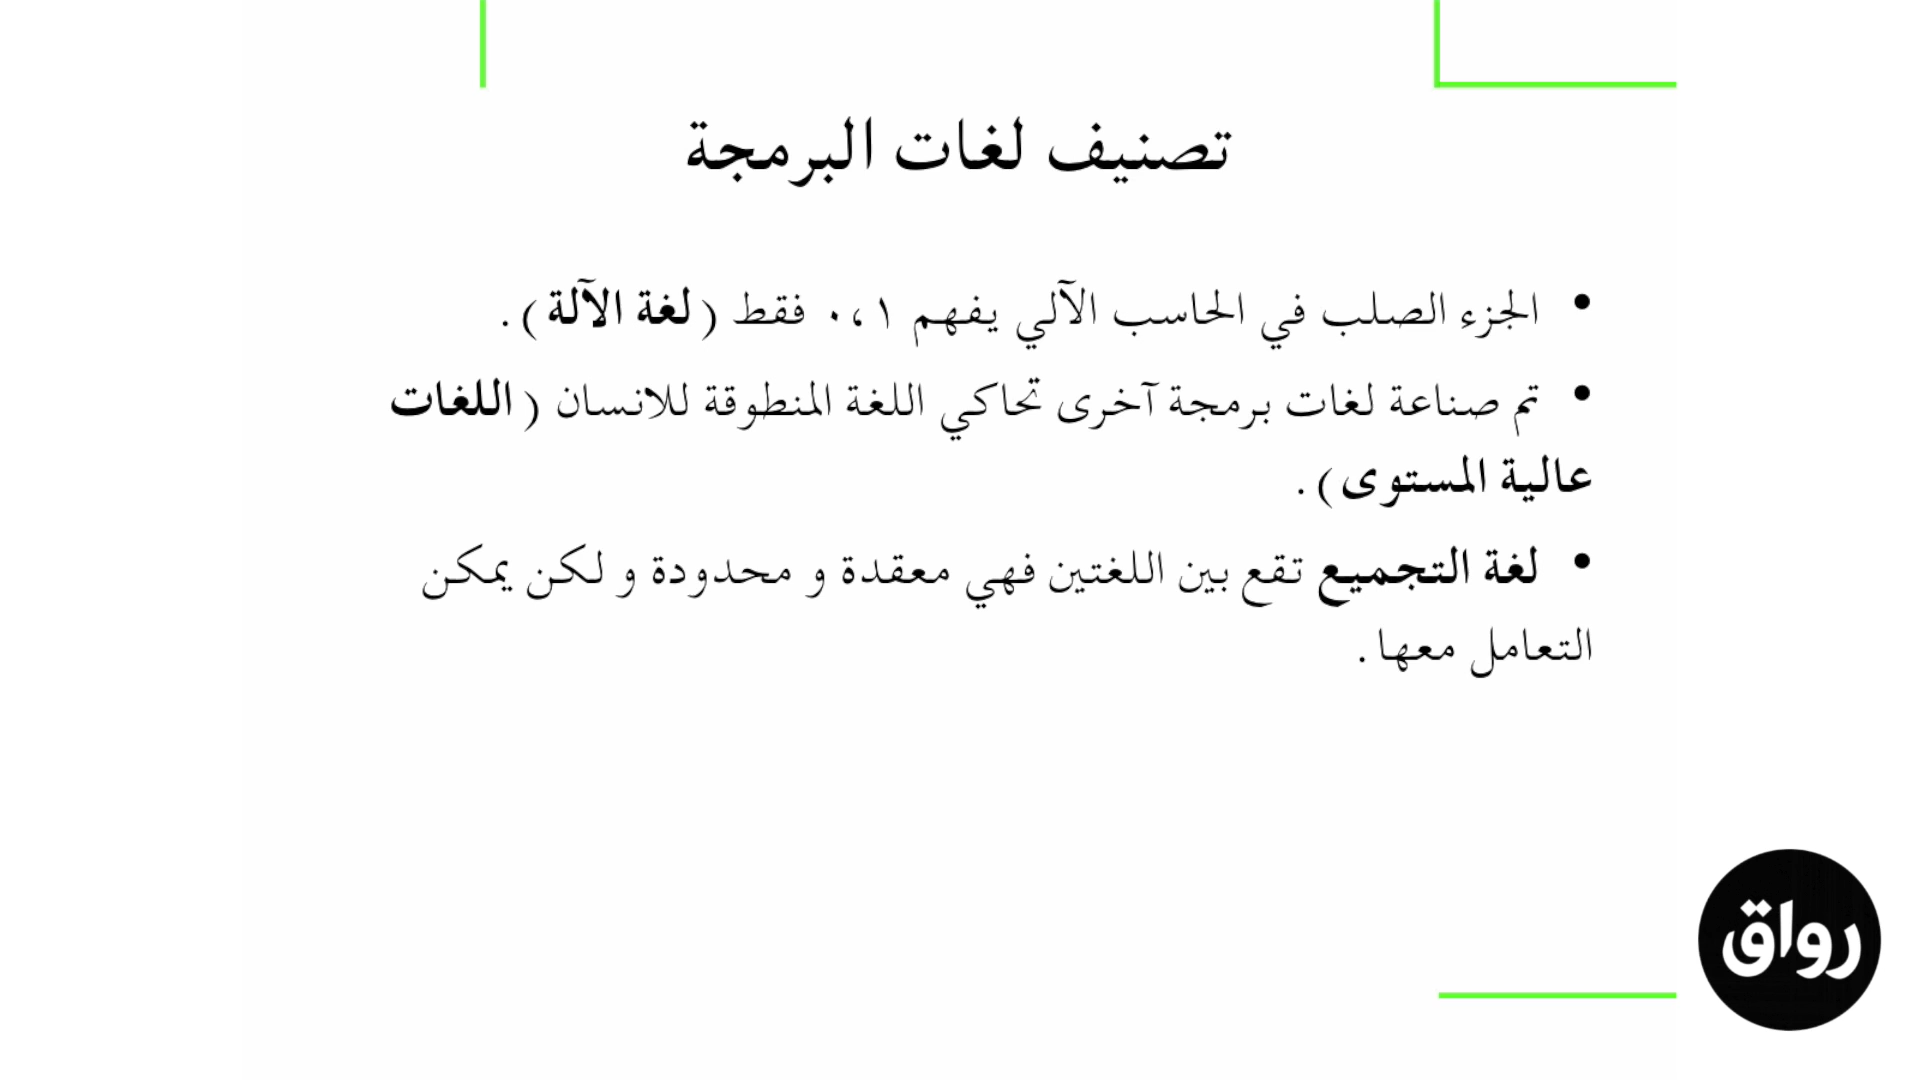 تصنيف لغات البرمجة
• الجزء الصلب في الحاسب الآلي يفهم ٠،١ فقط (لغة الآلة).
• تم صناعة لغات برمجة آخرى تحاكي اللغة المنطوقة للانسان (اللغات
عالية المستوى).
• لغة التجميع تقع بين اللغتين فهي معقدة و محدودة و لكن يمكن
التعامل معها.
رواق